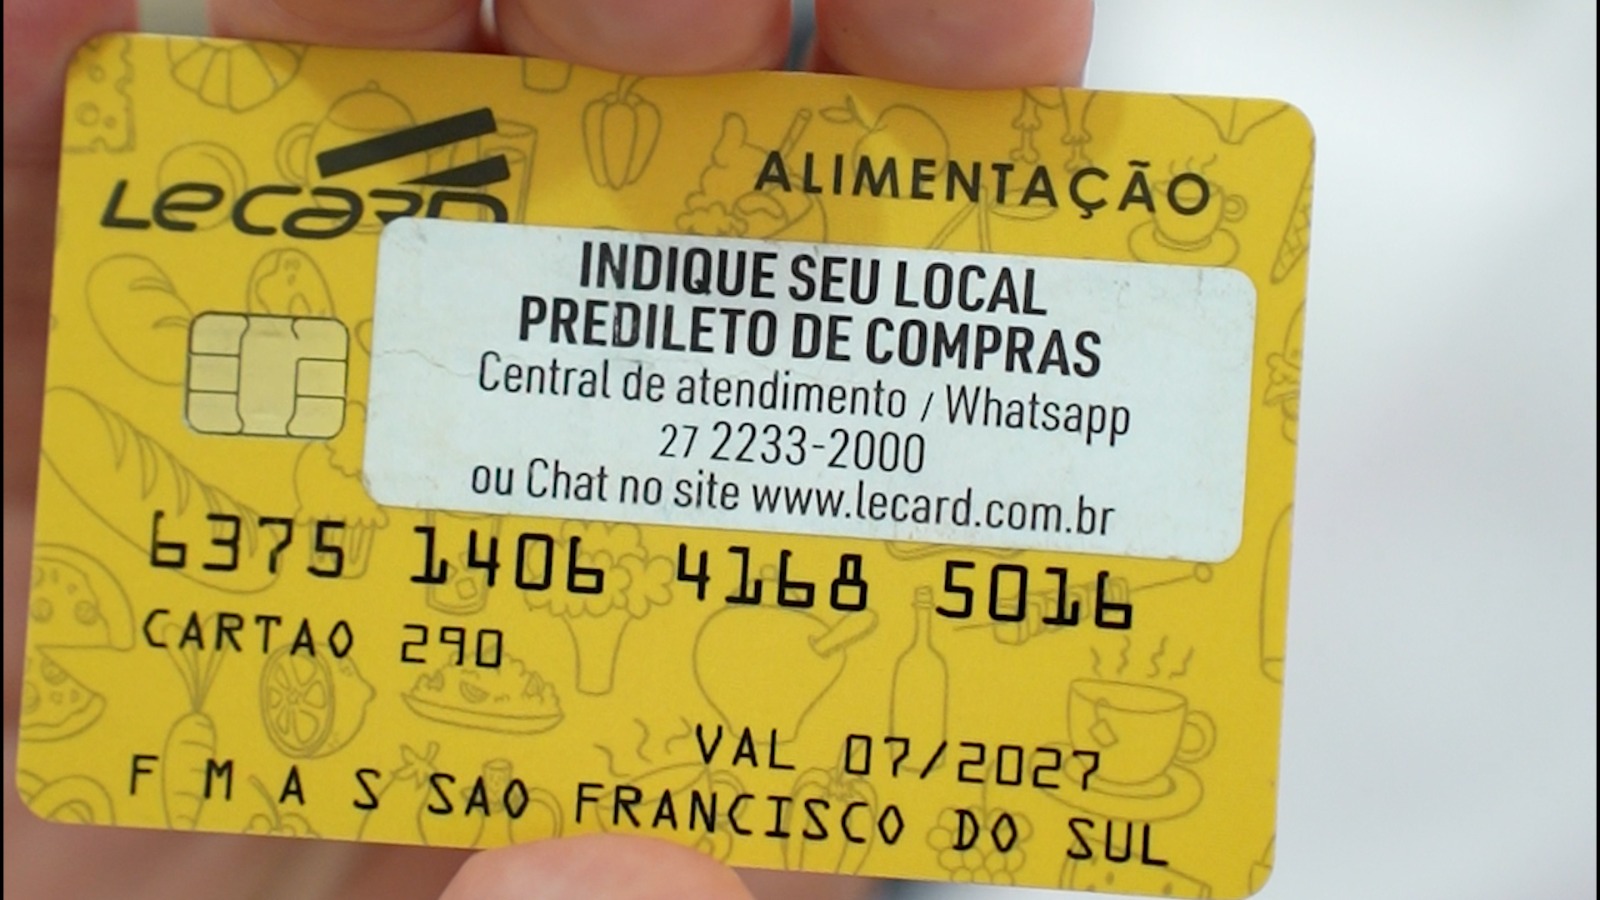 LECARD
ALIMENTAÇÃO
INDIQUE SEU LOCAL
PREDILETO DE COMPRAS
Central de atendimento / Whatsapp
27 2233-2000
ou Chat no site www.lecard.com.br
6375 1406 4168 5016
CARTAO 290
VAL 07/2027
F M A S SAO FRANCISCO DO SUL